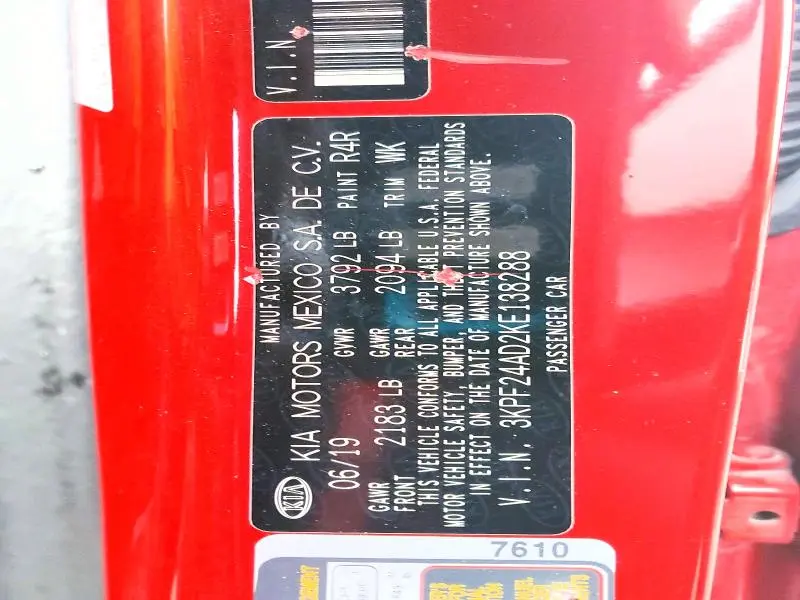 V.I.N
MANUFACTURED BY
KIA KIA MOTORS MEXICO S.A. DE C.V.
06/19 GVWR 3792 LB PAINT R4R
GAWR FRONT 2183 LB GAWR REAR 2094 LB TRIM WK
THIS VEHICLE CONFORMS TO ALL APPLICABLE U.S.A. FEDERAL
MOTOR VEHICLE SAFETY, BUMPER, AND THEFT PREVENTION STANDARDS
IN EFFECT ON THE DATE OF MANUFACTURE SHOWN ABOVE.
V.I.N. 3KPF24AD2KE138288
PASSENGER CAR
7610